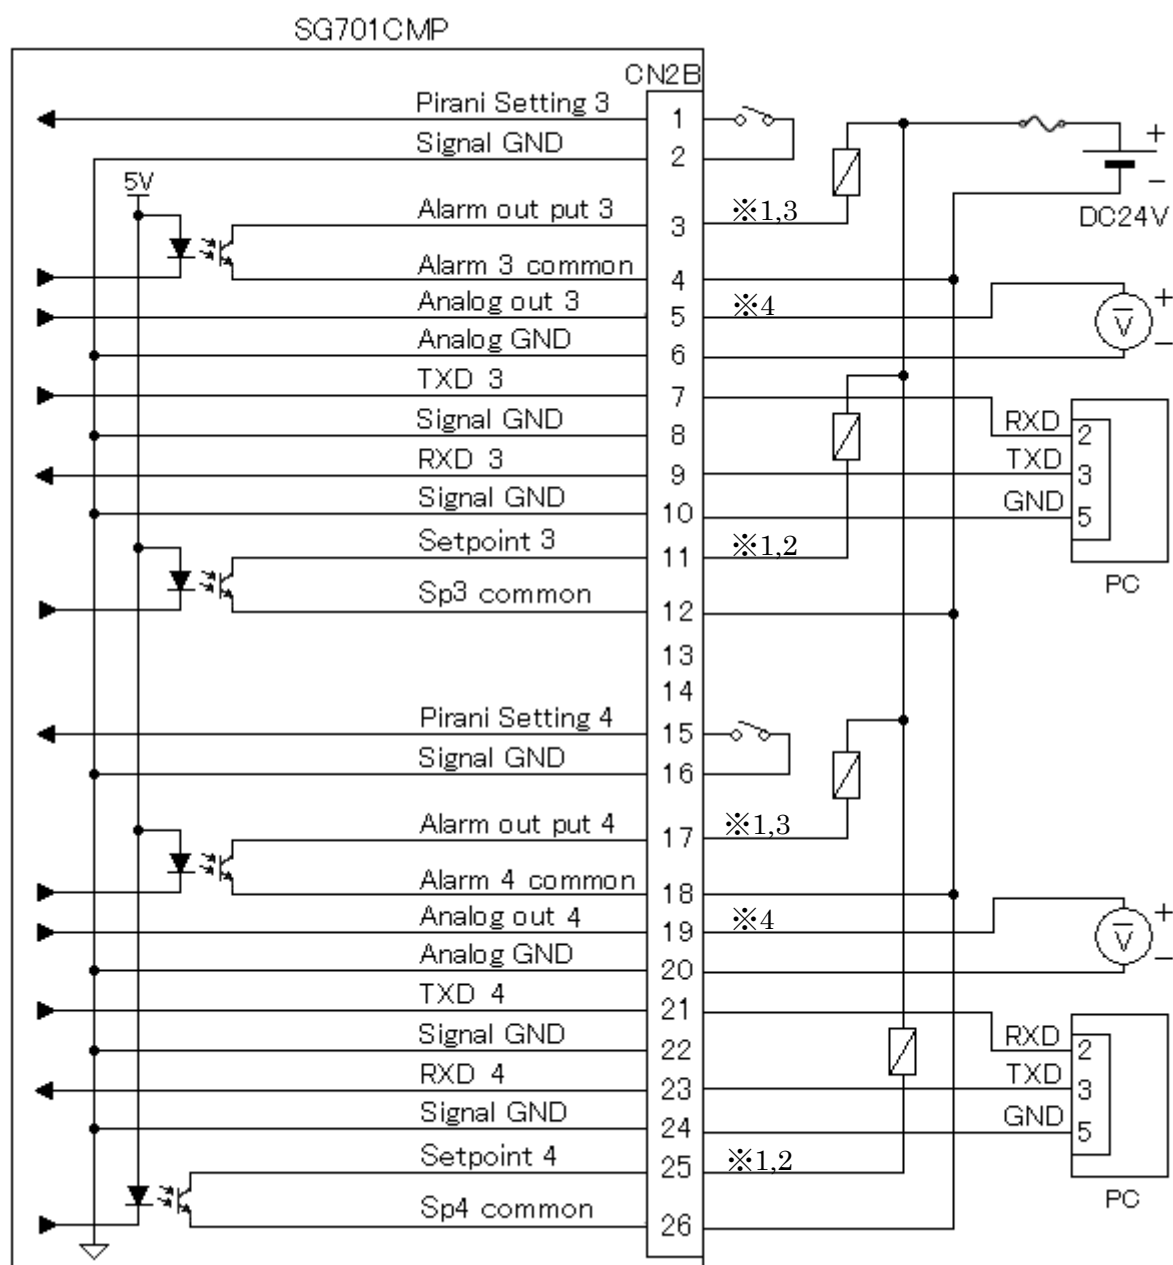 SG701CMP
CN2B
Pirani Setting 3 1
Signal GND 2
5V
+
−
DC24V
Alarm out put 3 3 ※1,3
Alarm 3 common 4
Analog out 3 5 ※4
+
V
−
Analog GND 6
TXD 3 7
RXD 2
Signal GND 8
TXD 3
RXD 3 9
GND 5
Signal GND 10
Setpoint 3 11 ※1,2
PC
Sp3 common 12
13
14
Pirani Setting 4 15
Signal GND 16
Alarm out put 4 17 ※1,3
Alarm 4 common 18
Analog out 4 19 ※4
+
V
−
Analog GND 20
TXD 4 21
RXD 2
Signal GND 22
TXD 3
RXD 4 23
GND 5
Signal GND 24
Setpoint 4 25 ※1,2
PC
Sp4 common 26